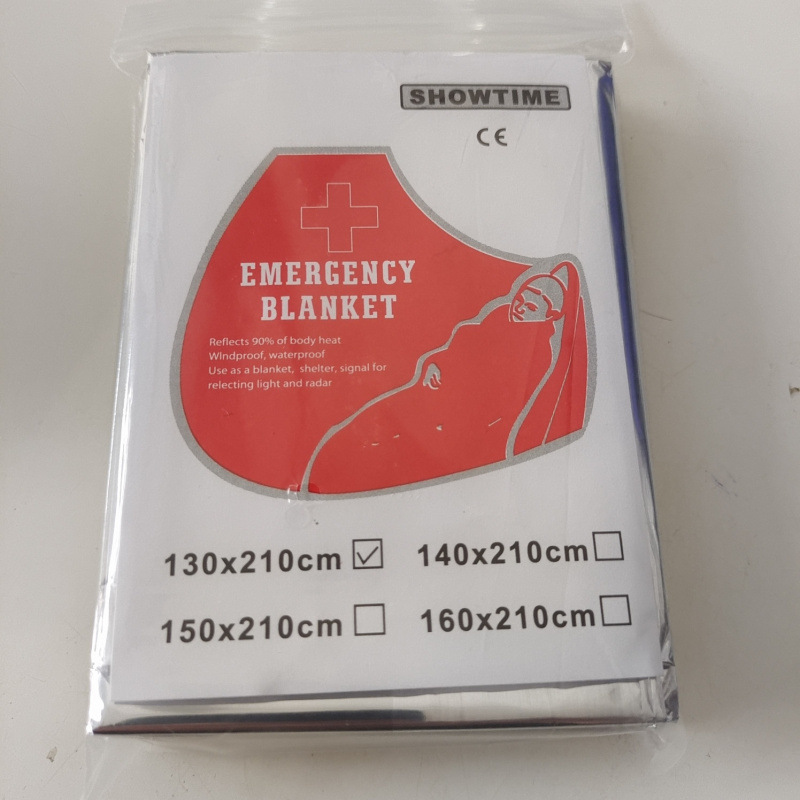 SHOWTIME
CE
EMERGENCY
BLANKET
Reflects 90% of body heat
Windproof, waterproof
Use as a blanket, shelter, signal for
relecting light and radar
130x210cm ☑ 140x210cm ☐
150x210cm ☐ 160x210cm ☐